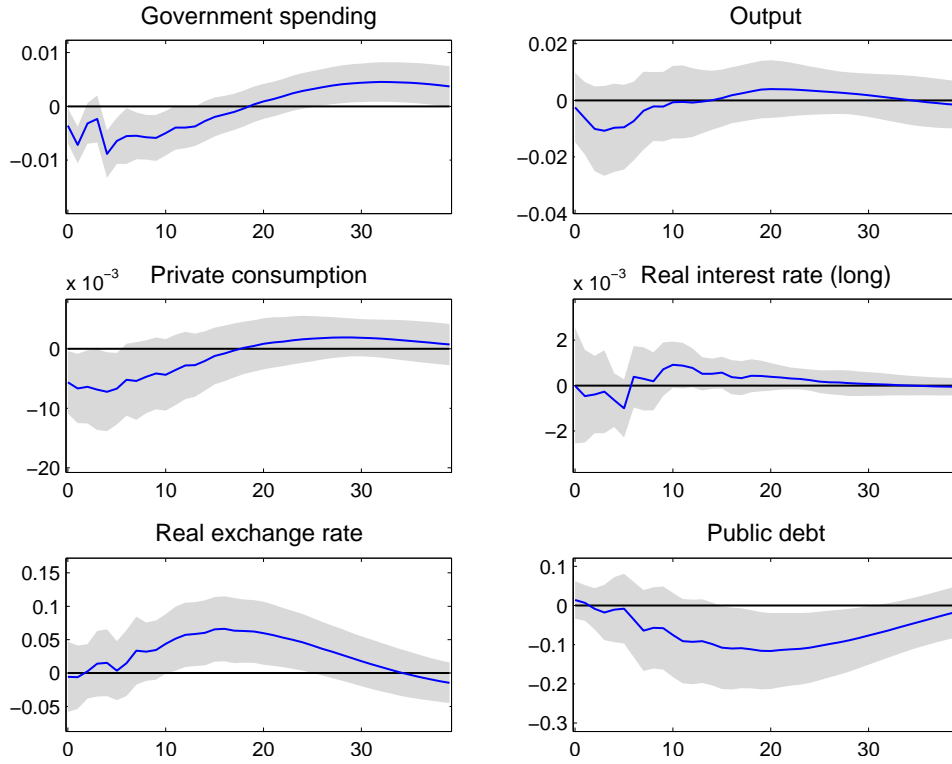 Government spending
0.01
0
−0.01
0 10 20 30
Output
0.02
0
−0.02
−0.04
0 10 20 30
Private consumption
x 10−3
0
−10
−20
0 10 20 30
Real interest rate (long)
x 10−3
2
0
−2
0 10 20 30
Real exchange rate
0.15
0.1
0.05
0
−0.05
0 10 20 30
Public debt
0.1
0
−0.1
−0.2
−0.3
0 10 20 30